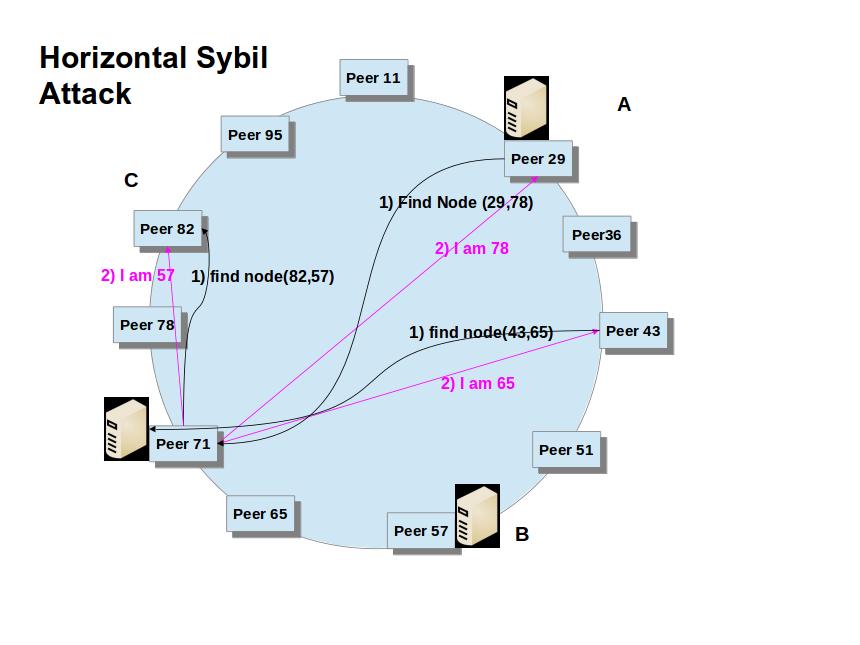 Horizontal Sybil
Attack
Peer 11
A
Peer 95
Peer 29
C
1) Find Node (29,78)
Peer 82
Peer36
2) I am 78
2) I am 57
1) find node(82,57)
Peer 78
1) find node(43,65)
Peer 43
2) I am 65
Peer 71
Peer 51
Peer 65
Peer 57
B